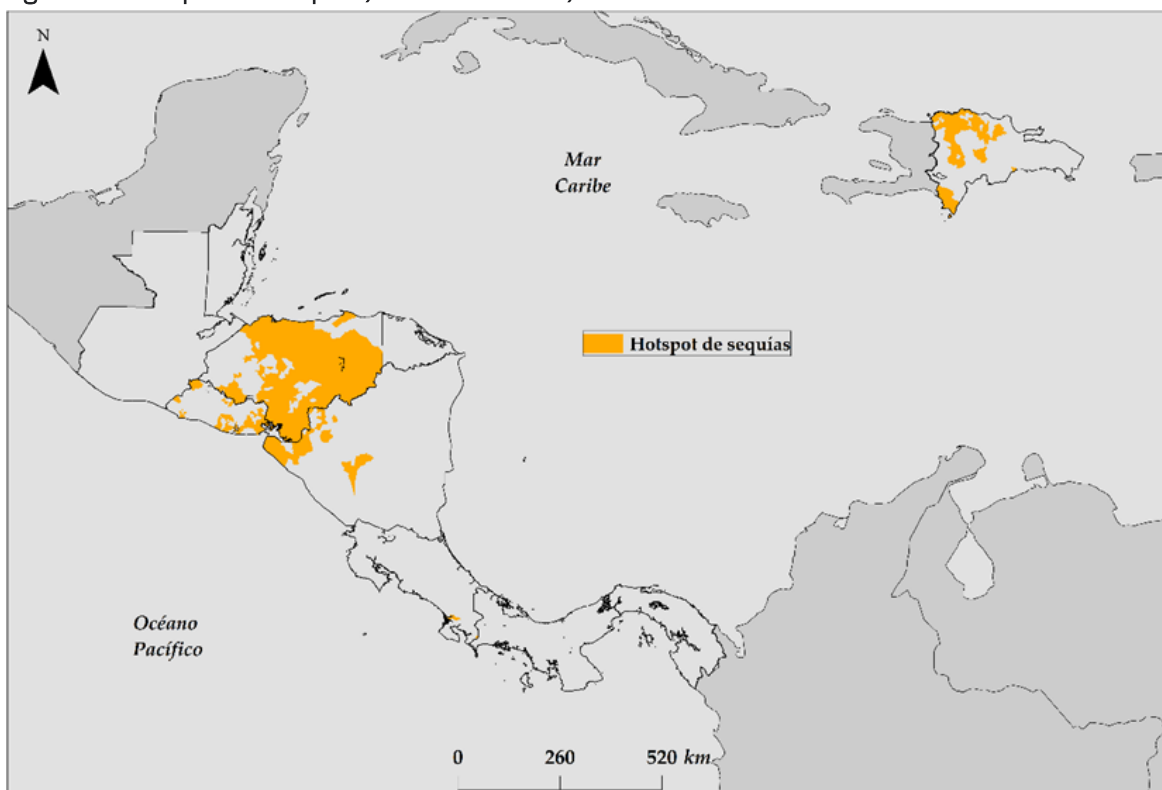 N
Mar
Caribe
Hotspot de sequías
Océano
Pacífico
0 260 520 km